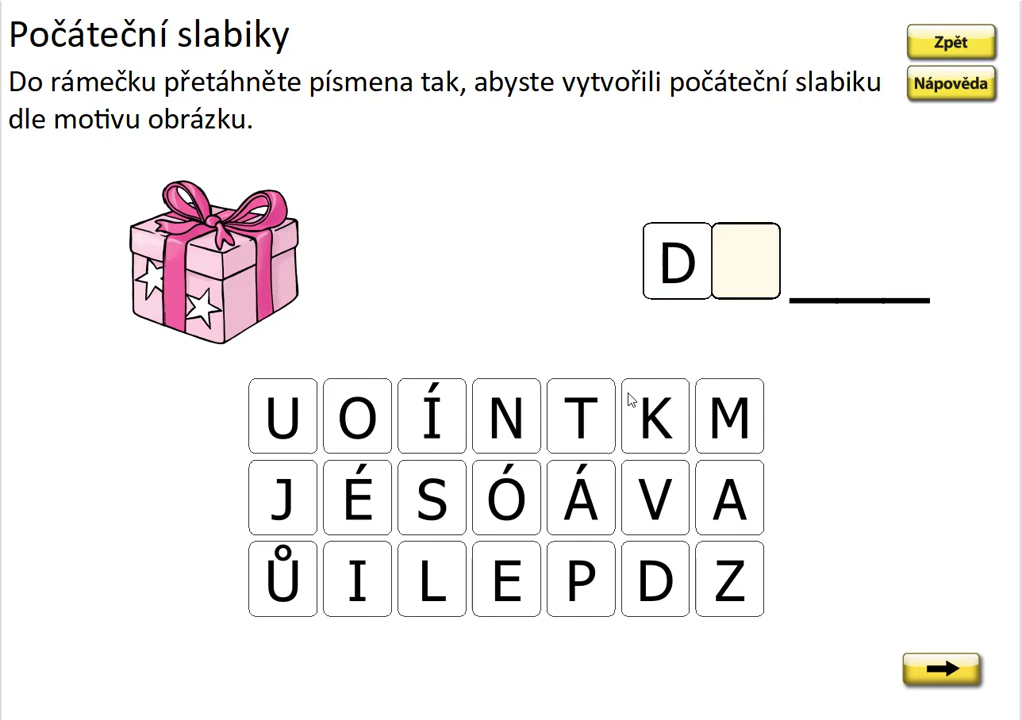 Počáteční slabiky
Zpět
Do rámečku přetáhněte písmena tak, abyste vytvořili počáteční slabiku
Nápověda
dle motivu obrázku.
D
U O Í N T K M
J É S Ó Á V A
Ů I L E P D Z